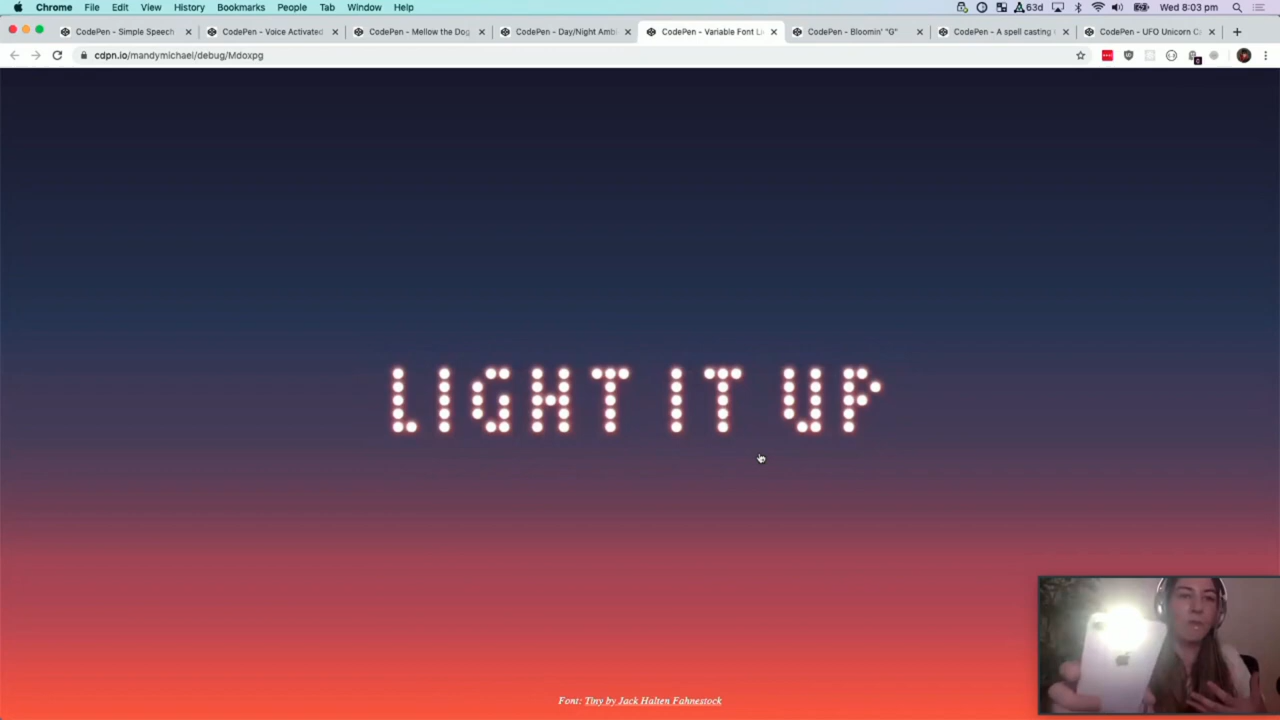 Chrome File Edit View History Bookmarks People Tab Window Help 63d Wed 8:03 pm
CodePen - Simple Speech CodePen - Voice Activated CodePen - Mellow the Dog CodePen - Day/Night Ambi CodePen - Variable Font Li CodePen - Bloomin' "G" CodePen - A spell casting CodePen - UFO Unicorn Ca
cdpn.io/mandymichael/debug/Mdoxpg
LIGHT IT UP
Font: Tiny by Jack Halten Fahnestock